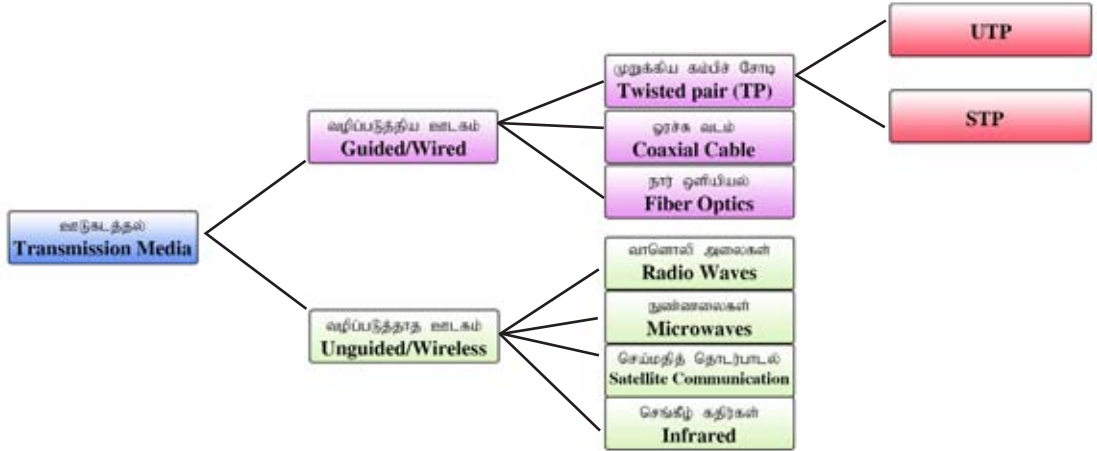 ஊடுகடத்தல்
Transmission Media
வழிப்படுத்திய ஊடகம்
Guided/Wired
முறுக்கிய கம்பிச் சோடி
Twisted pair (TP)
UTP
STP
ஓரச்சு வடம்
Coaxial Cable
நார் ஒளியியல்
Fiber Optics
வழிப்படுத்தாத ஊடகம்
Unguided/Wireless
வானொலி அலைகள்
Radio Waves
நுண்ணலைகள்
Microwaves
செய்மதித் தொடர்பாடல்
Satellite Communication
செங்கீழ் கதிர்கள்
Infrared